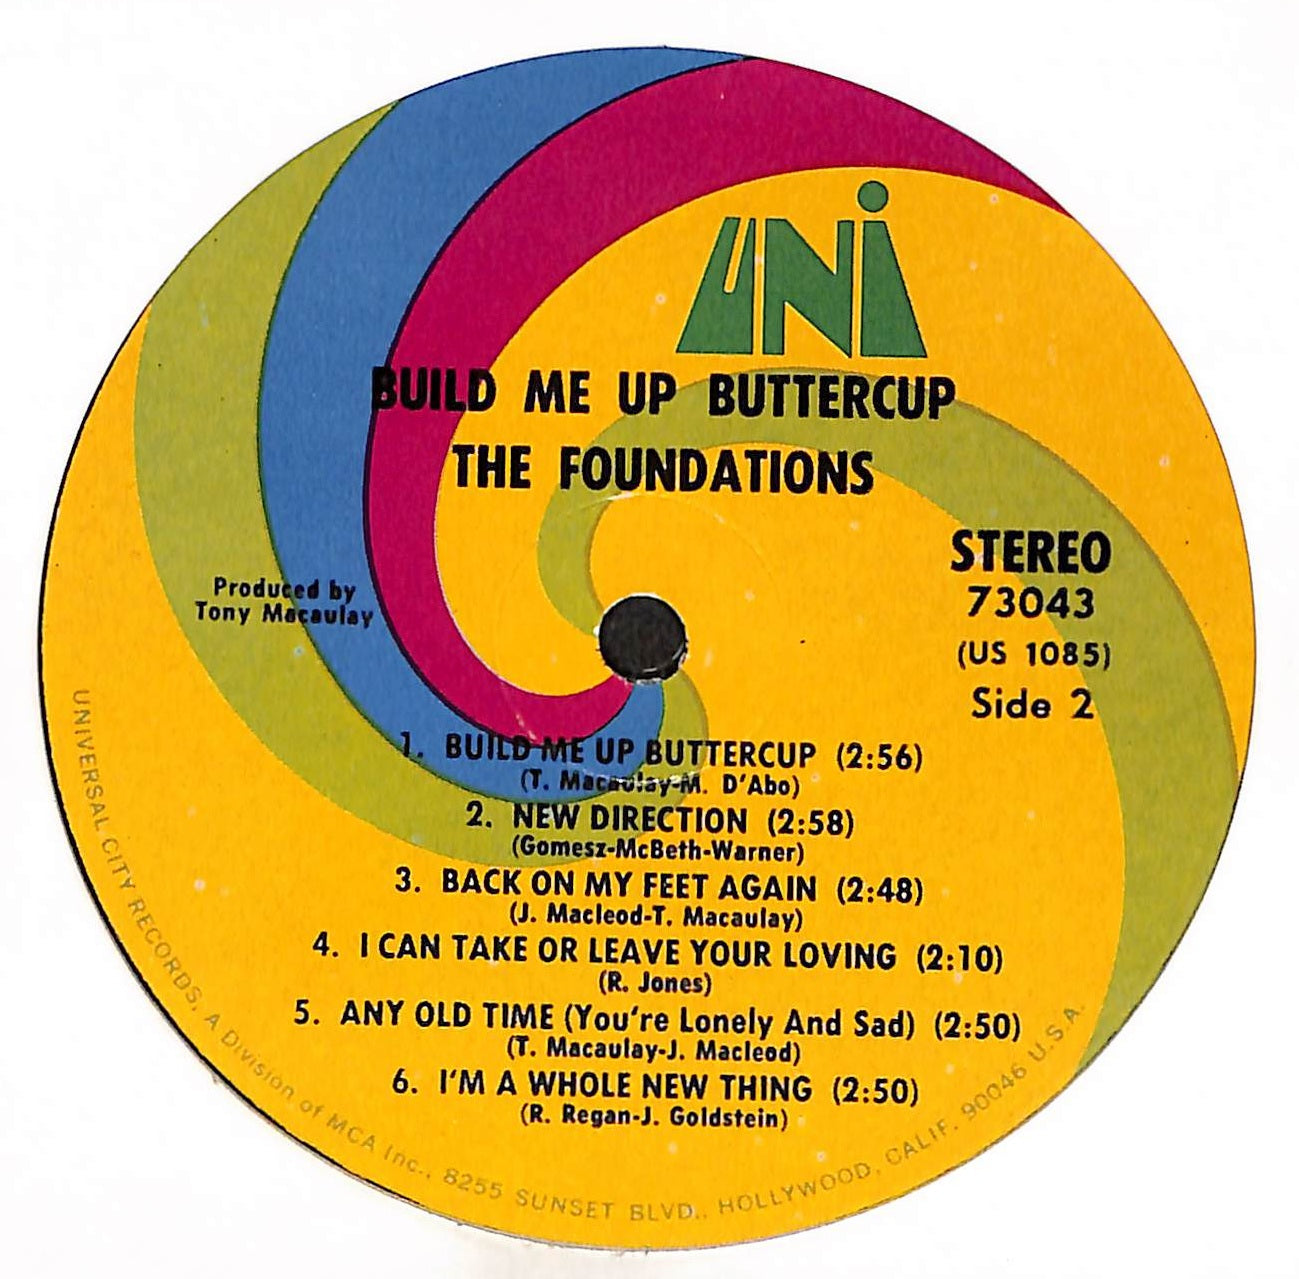 UNi
BUILD ME UP BUTTERCUP
THE FOUNDATIONS
STEREO
73043
(US 1085)
Side 2
Produced by
Tony Macaulay
1. BUILD ME UP BUTTERCUP (2:56)
(T. Macaulay-M. D'Abo)
2. NEW DIRECTION (2:58)
(Gomesz-McBeth-Warner)
3. BACK ON MY FEET AGAIN (2:48)
(J. Macleod-T. Macaulay)
4. I CAN TAKE OR LEAVE YOUR LOVING (2:10)
(R. Jones)
5. ANY OLD TIME (You're Lonely And Sad) (2:50)
(T. Macaulay-J. Macleod)
6. I'M A WHOLE NEW THING (2:50)
(R. Regan-J. Goldstein)
UNIVERSAL CITY RECORDS, A Division of MCA Inc., 8255 SUNSET BLVD., HOLLYWOOD, CALIF. 90046 U.S.A.